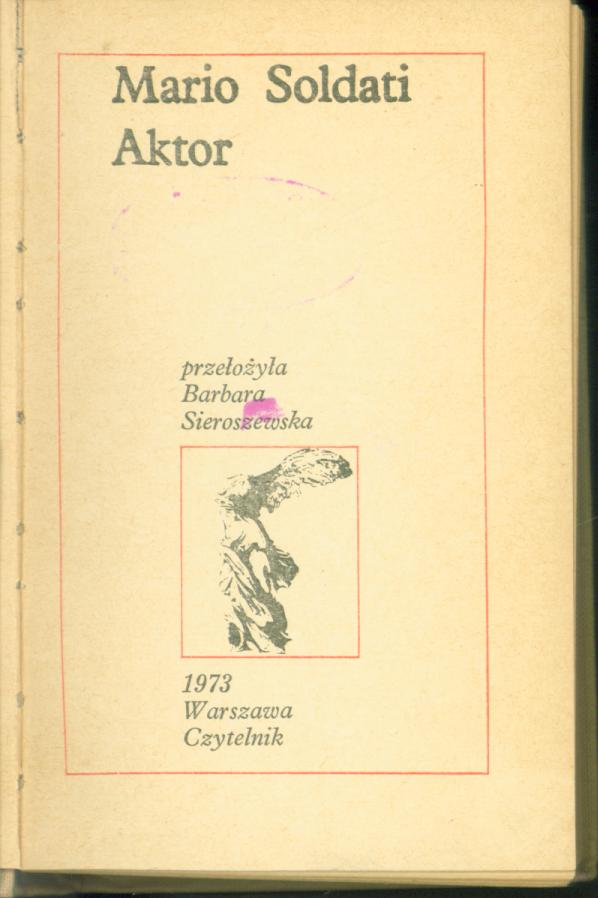 Mario Soldati
Aktor
przełożyła
Barbara
Sieroszewska
1973
Warszawa
Czytelnik